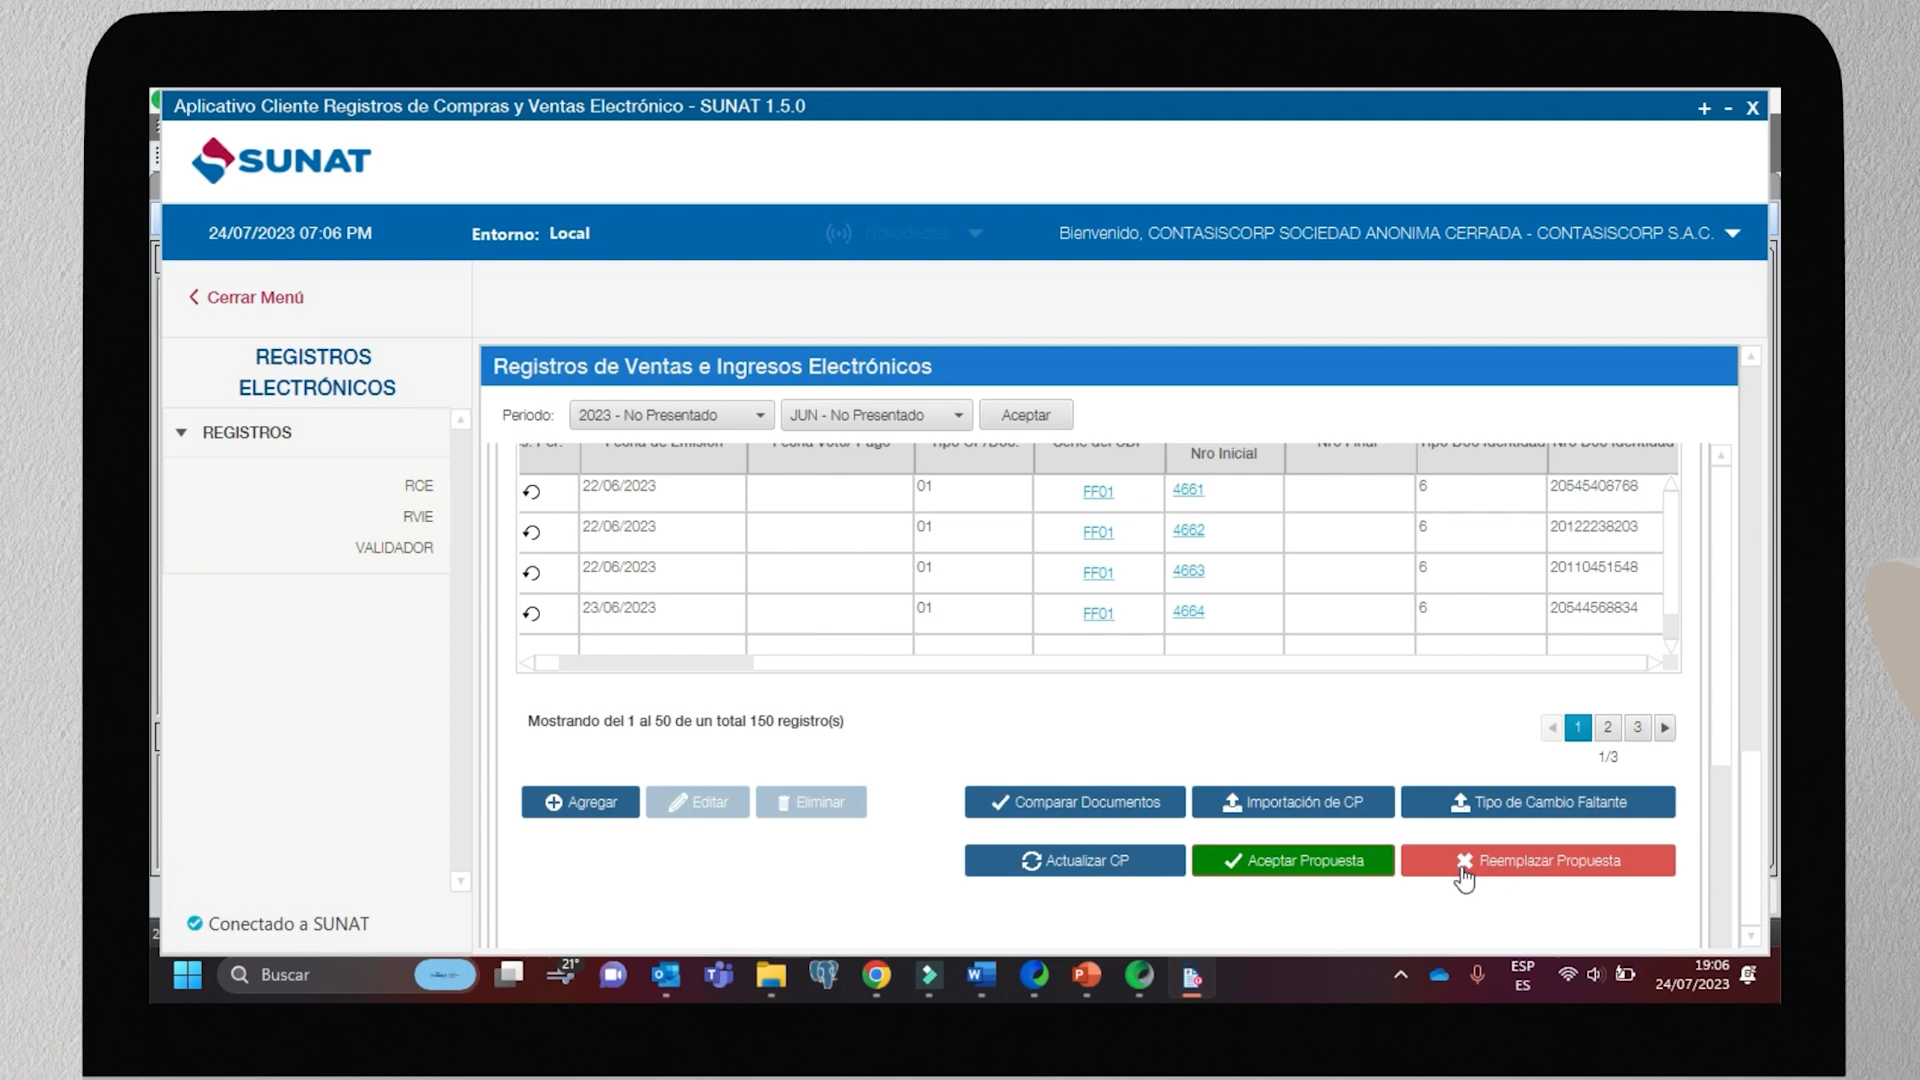 Aplicativo Cliente Registros de Compras y Ventas Electrónico - SUNAT 1.5.0
+ - X
SUNAT
24/07/2023 07:06 PM
Entorno: Local
Bienvenido, CONTASISCORP SOCIEDAD ANONIMA CERRADA - CONTASISCORP S.A.C.
Cerrar Menú
REGISTROS
ELECTRÓNICOS
REGISTROS
RCE
RVIE
VALIDADOR
Conectado a SUNAT
Registros de Ventas e Ingresos Electrónicos
Periodo: 2023 - No Presentado JUN - No Presentado Aceptar
Nro Inicial
22/06/2023 01 FF01 4661 6 20545408768
22/06/2023 01 FF01 4662 6 20122238203
22/06/2023 01 FF01 4663 6 20110451548
23/06/2023 01 FF01 4664 6 20544568834
Mostrando del 1 al 50 de un total 150 registro(s)
1 2 3
1/3
Agregar Editar Eliminar Comparar Documentos Importación de CP Tipo de Cambio Faltante
Actualizar CP Aceptar Propuesta Reemplazar Propuesta
Buscar
21°
ESP
ES
19:06
24/07/2023